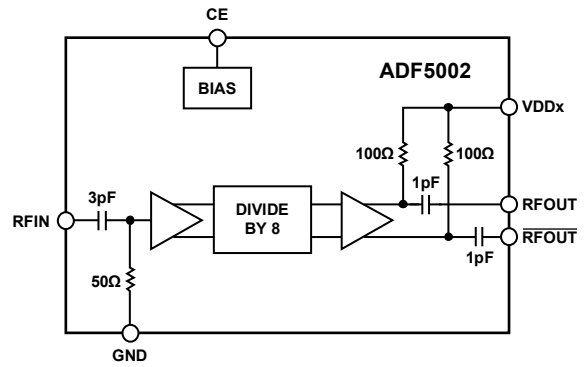 CE
ADF5002
BIAS
VDDx
100Ω
100Ω
3pF
1pF
RFIN
DIVIDE
BY 8
RFOUT
RFOUT
1pF
50Ω
GND